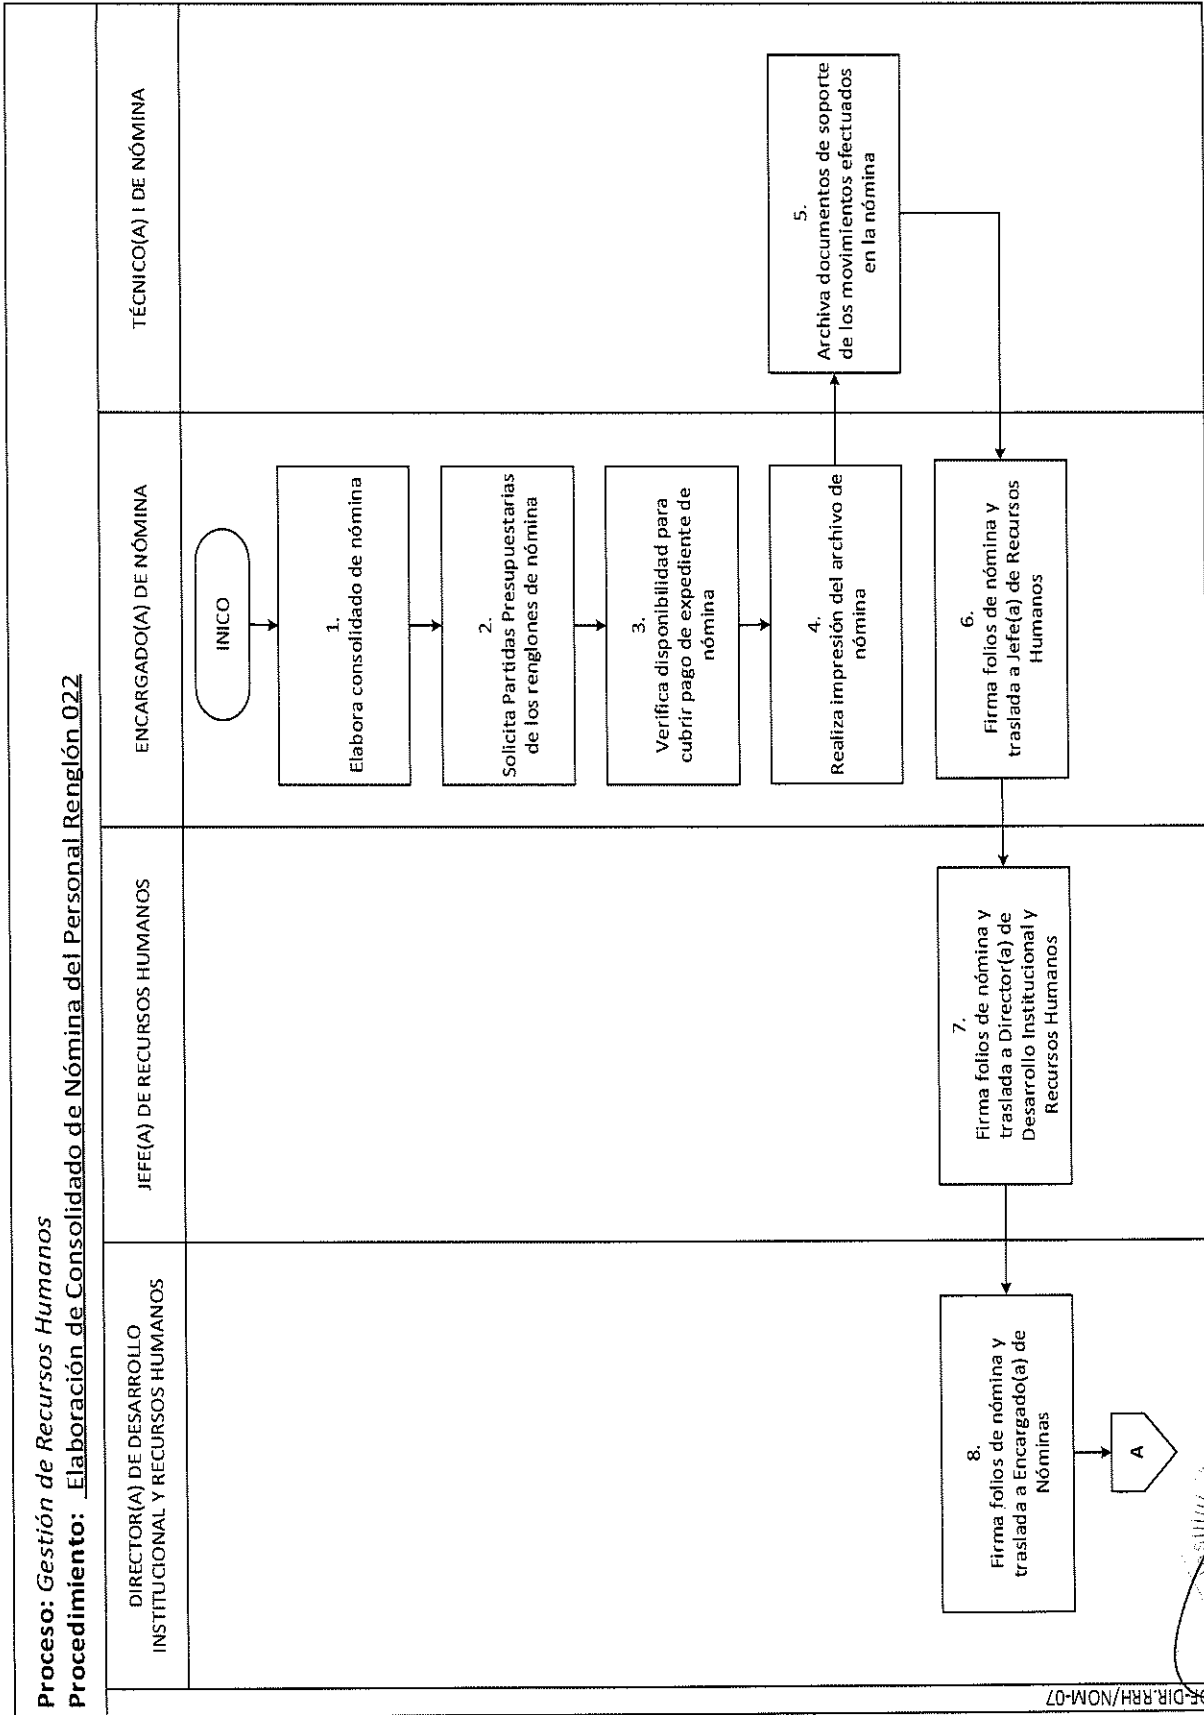 Proceso: Gestión de Recursos Humanos
Procedimiento: Elaboración de Consolidado de Nómina del Personal Renglón 022
DIRECTOR(A) DE DESARROLLO
INSTITUCIONAL Y RECURSOS HUMANOS
JEFE(A) DE RECURSOS HUMANOS
ENCARGADO(A) DE NÓMINA
TÉCNICO(A) I DE NÓMINA
INICO
1.
Elabora consolidado de nómina
2.
Solicita Partidas Presupuestarias
de los renglones de nómina
3.
Verifica disponibilidad para
cubrir pago de expediente de
nómina
4.
Realiza impresión del archivo de
nómina
5.
Archiva documentos de soporte
de los movimientos efectuados
en la nómina
6.
Firma folios de nómina y
traslada a Jefe(a) de Recursos
Humanos
7.
Firma folios de nómina y
traslada a Director(a) de
Desarrollo Institucional y
Recursos Humanos
8.
Firma folios de nómina y
traslada a Encargado(a) de
Nóminas
A
-DIR.RRH/NOM-07